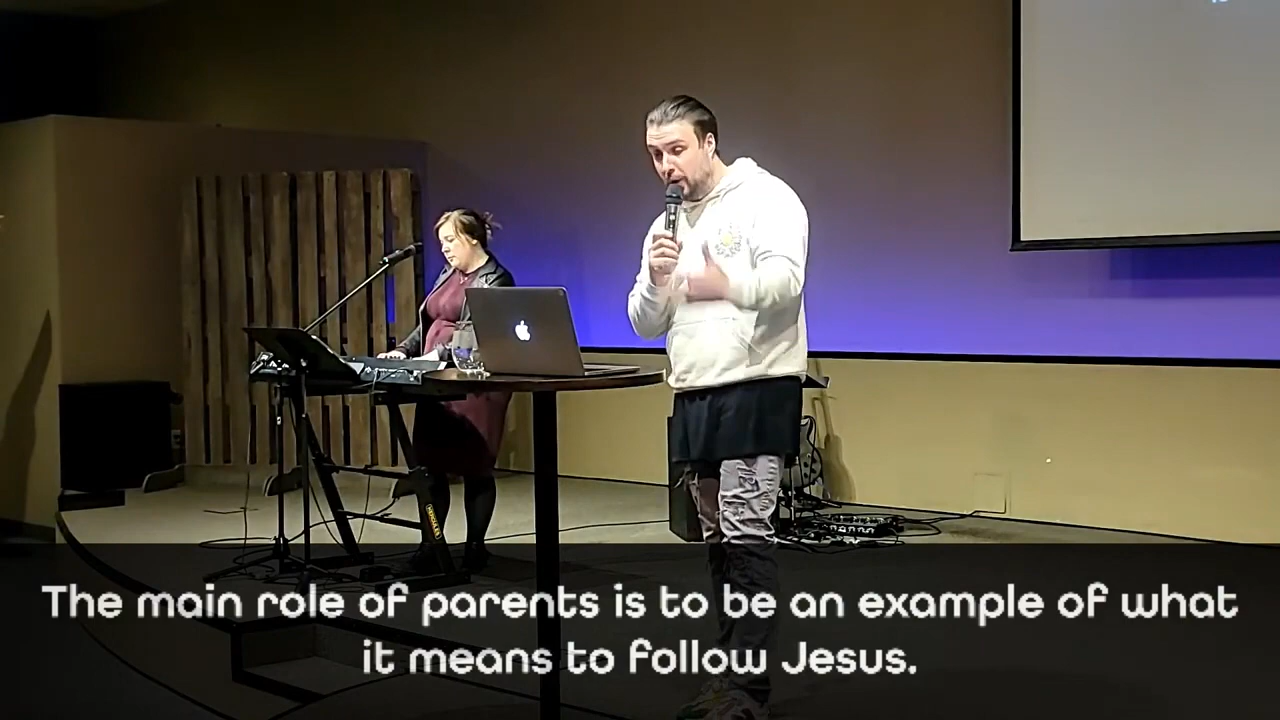 The main role of parents is to be an example of what
it means to follow Jesus.